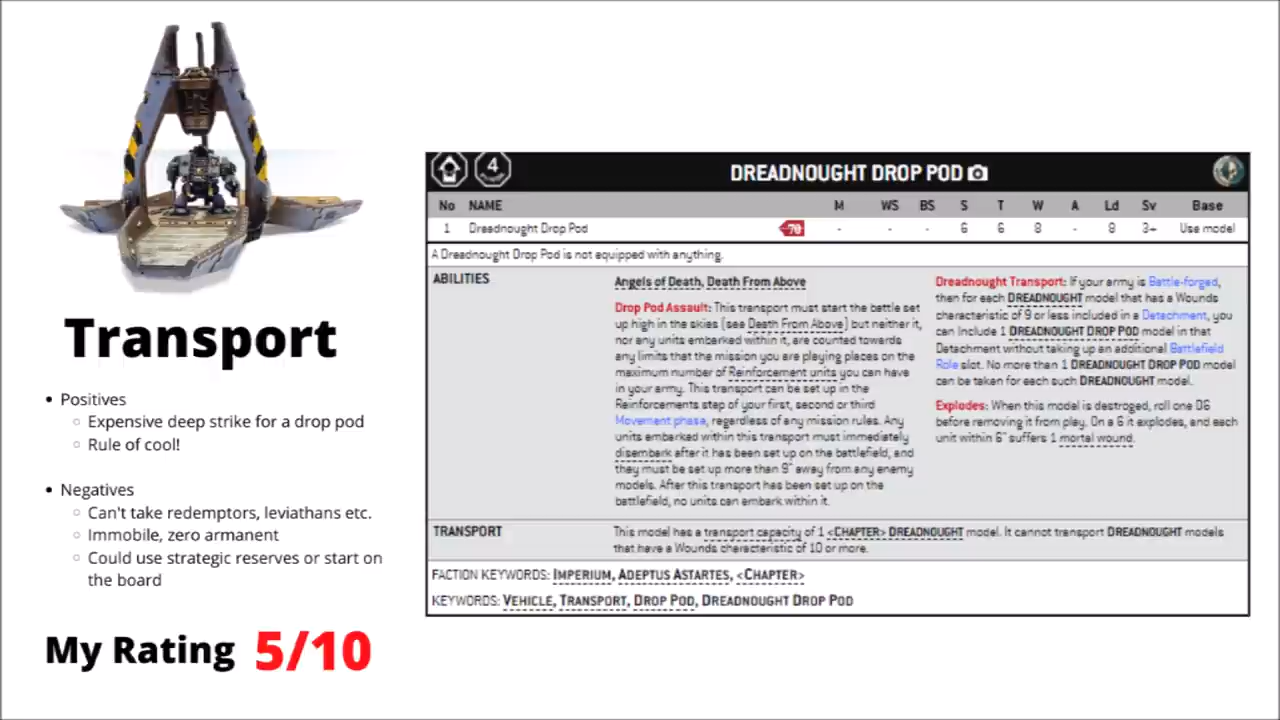 Transport
• Positives
○ Expensive deep strike for a drop pod
○ Rule of cool!
• Negatives
○ Can't take redemptors, leviathans etc.
○ Immobile, zero armanent
○ Could use strategic reserves or start on
the board
My Rating 5/10
4
DREADNOUGHT DROP POD
No NAME M WS BS S T W A Ld Sv Base
1 Dreadnought Drop Pod 70 - - - 6 6 8 - 8 3+ Use model
A Dreadnought Drop Pod is not equipped with anything.
ABILITIES
Angels of Death, Death From Above
Drop Pod Assault: This transport must start the battle set
up high in the skies (see Death From Above) but neither it,
nor any units embarked within it, are counted towards
any limits that the mission you are playing places on the
maximum number of Reinforcement units you can have
in your army. This transport can be set up in the
Reinforcements step of your first, second or third
Movement phase, regardless of any mission rules. Any
units embarked within this transport must immediately
disembark after it has been set up on the battlefield, and
they must be set up more than 9" away from any enemy
models. After this transport has been set up on the
battlefield, no units can embark within it.
Dreadnought Transport: If your army is Battle-forged,
then for each DREADNOUGHT model that has a Wounds
characteristic of 9 or less included in a Detachment, you
can include 1 DREADNOUGHT DROP POD model in that
Detachment without taking up an additional Battlefield
Role slot. No more than 1 DREADNOUGHT DROP POD model
can be taken for each such DREADNOUGHT model.
Explodes: When this model is destroyed, roll one D6
before removing it from play. On a 6 it explodes, and each
unit within 6" suffers 1 mortal wound.
TRANSPORT
This model has a transport capacity of 1 <CHAPTER> DREADNOUGHT model. It cannot transport DREADNOUGHT models
that have a Wounds characteristic of 10 or more.
FACTION KEYWORDS: IMPERIUM, ADEPTUS ASTARTES, <CHAPTER>
KEYWORDS: VEHICLE, TRANSPORT, DROP POD, DREADNOUGHT DROP POD